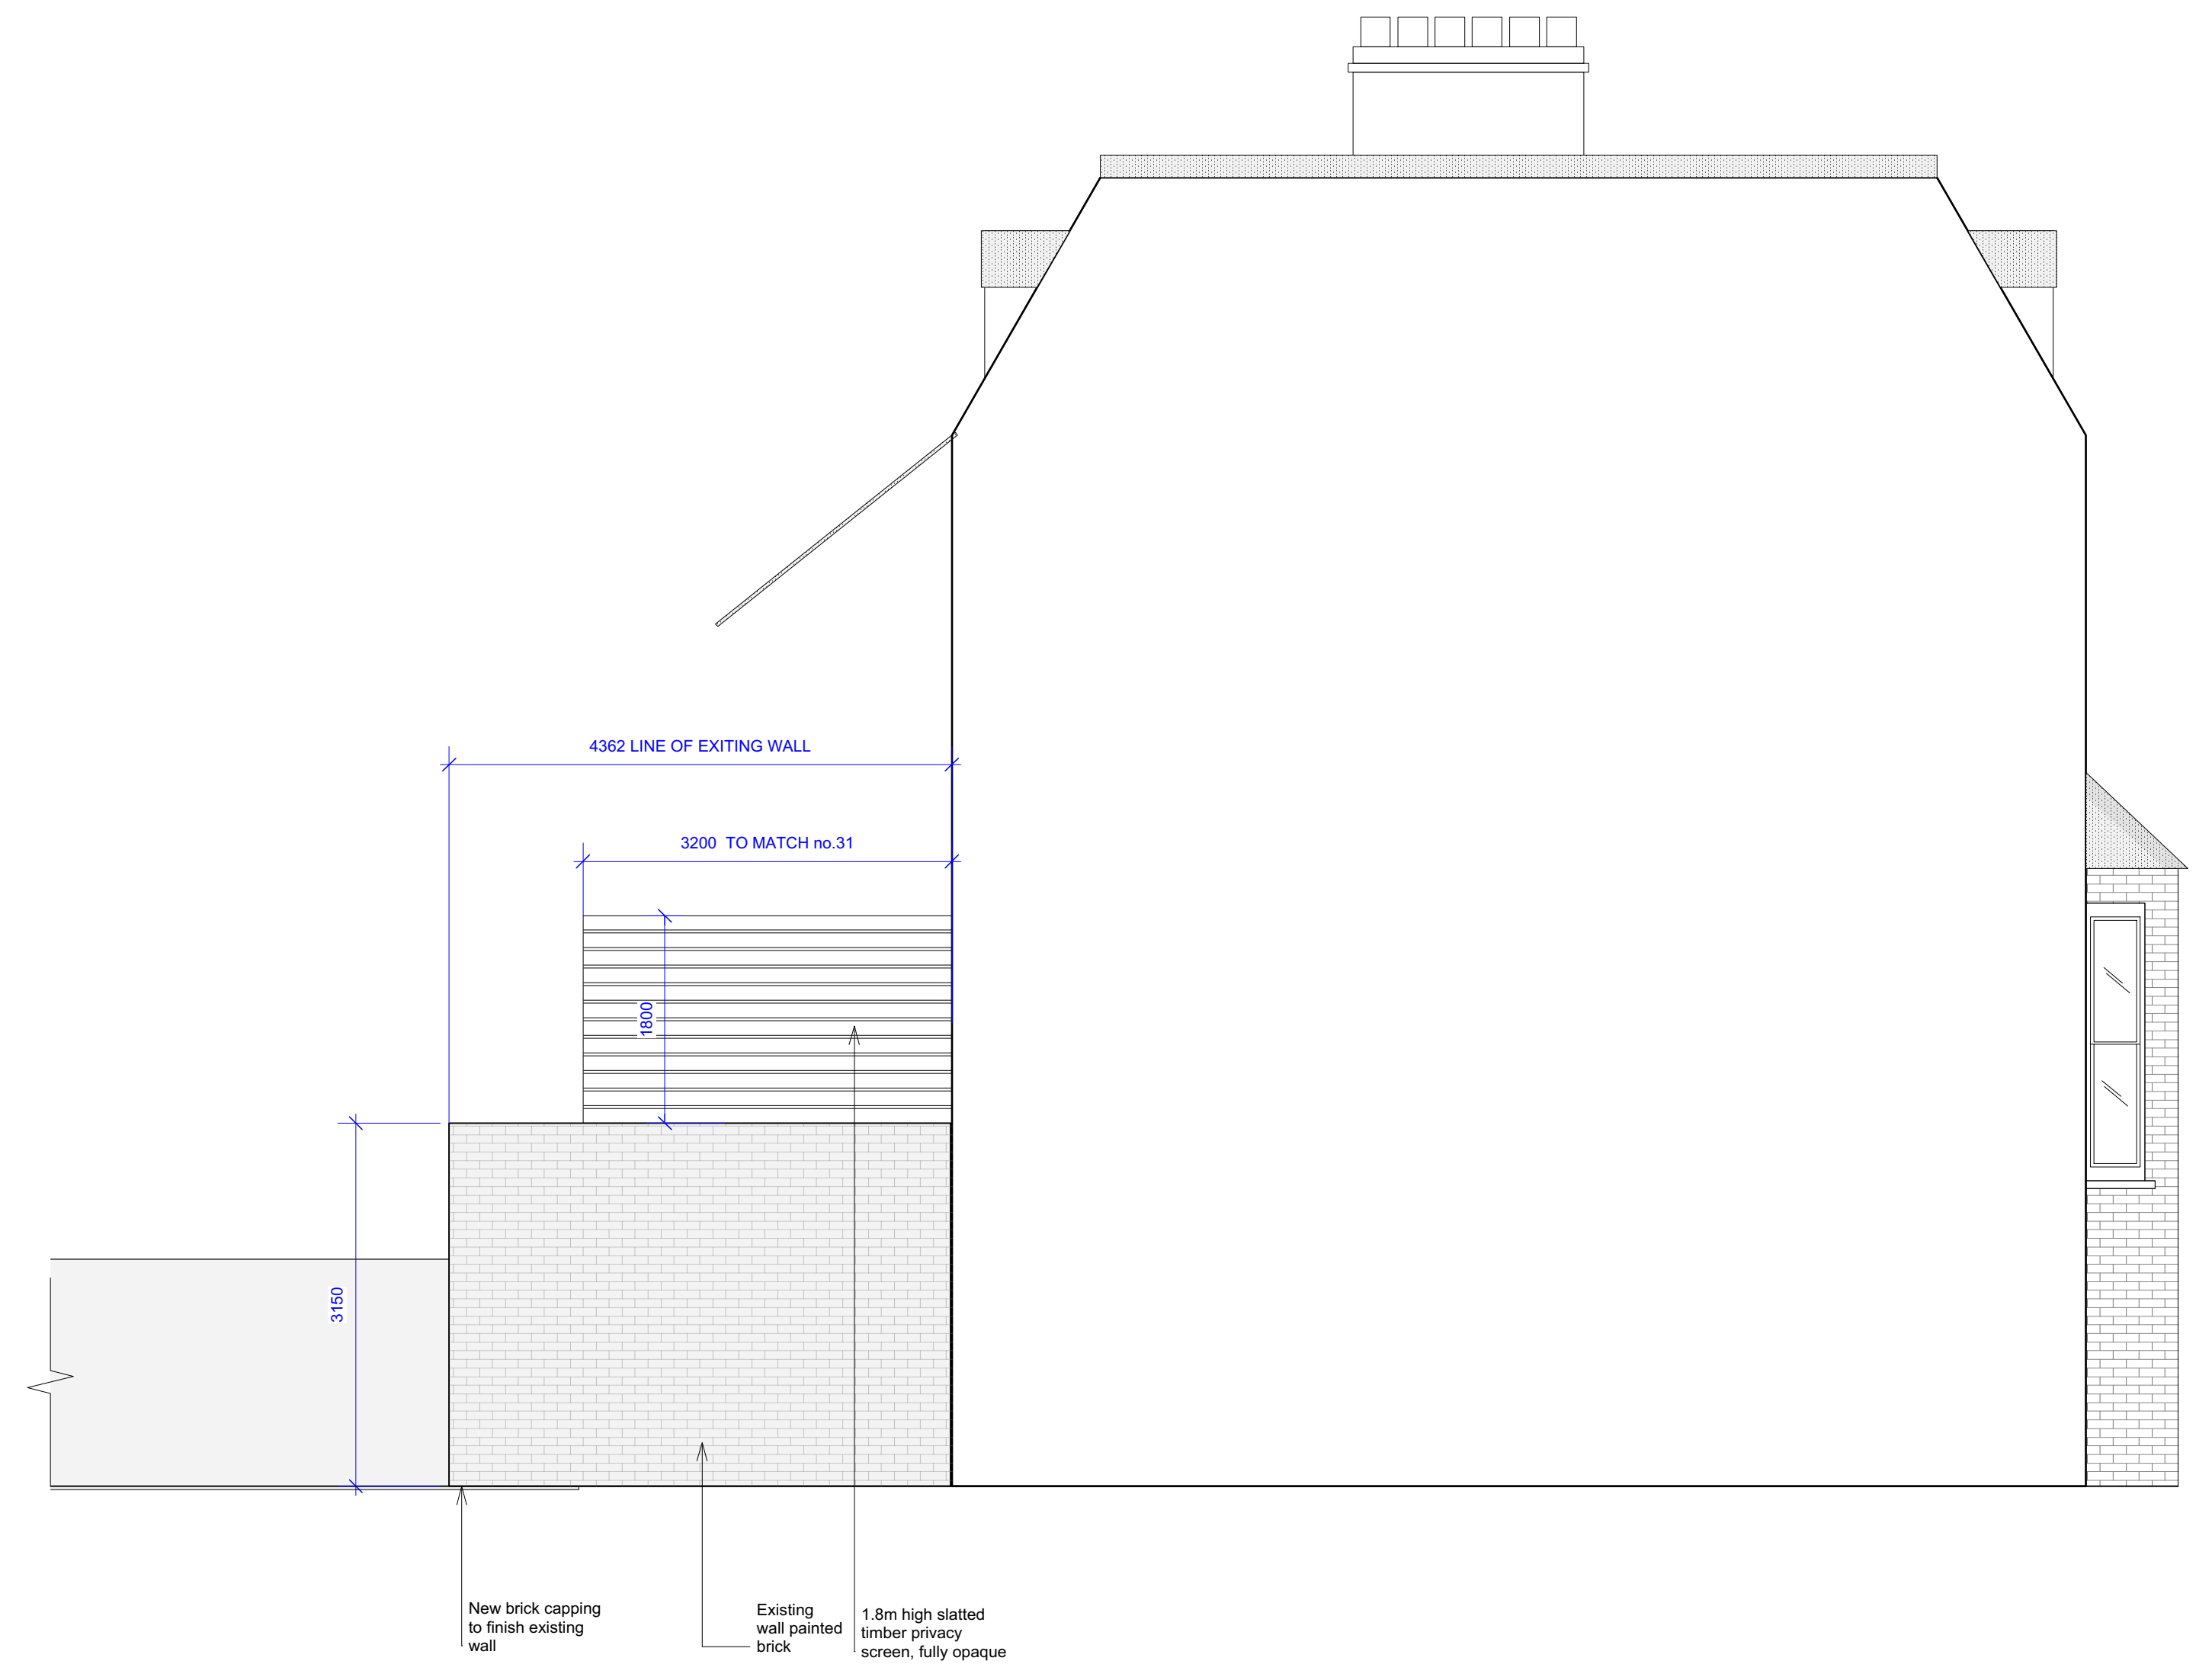 4362 LINE OF EXITING WALL
3200 TO MATCH no.31
1800
3150
New brick capping
to finish existing
wall
Existing
wall painted
brick
1.8m high slatted
timber privacy
screen, fully opaque